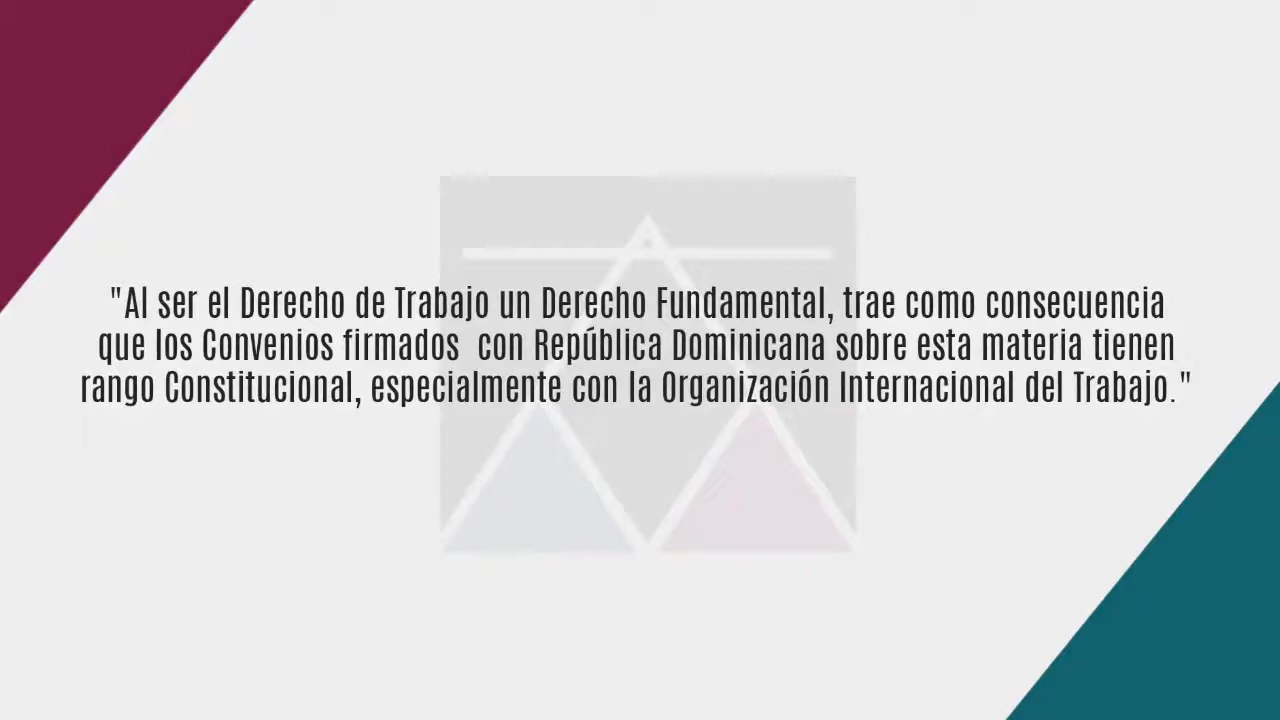 "Al ser el Derecho de Trabajo un Derecho Fundamental, trae como consecuencia
que los Convenios firmados  con República Dominicana sobre esta materia tienen
rango Constitucional, especialmente con la Organización Internacional del Trabajo."